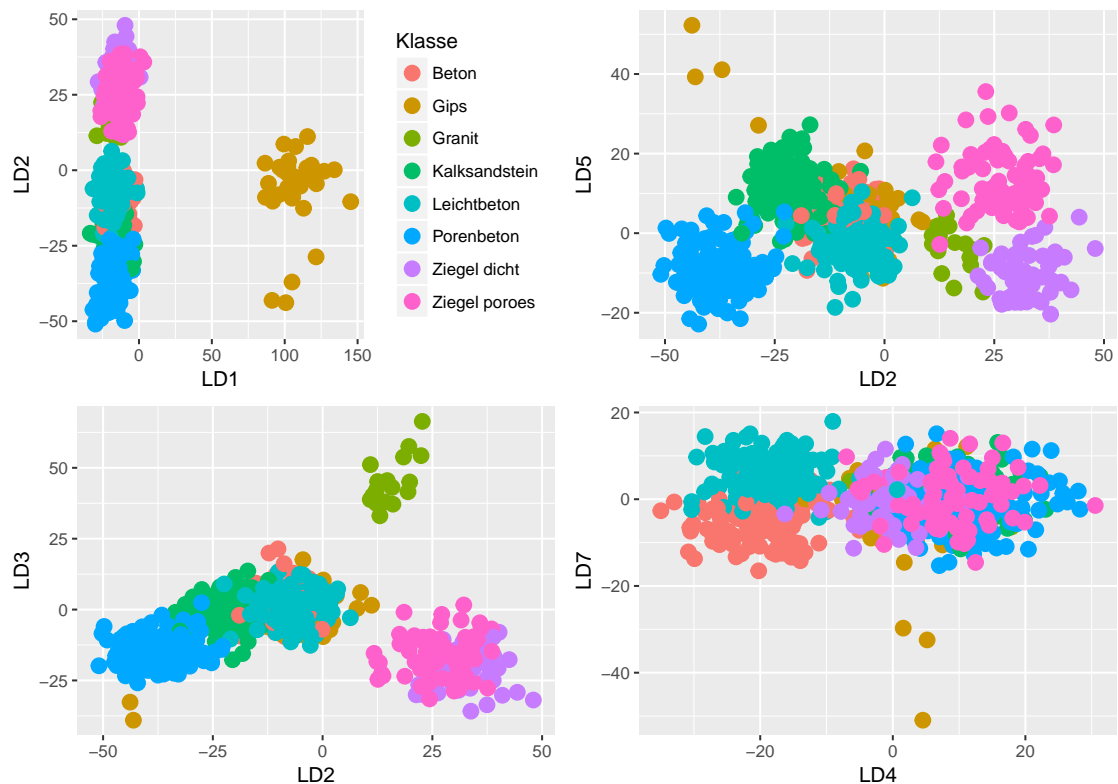 50
25
0
−25
−50
LD2
0
50
100
150
LD1
Klasse
Beton
Gips
Granit
Kalksandstein
Leichtbeton
Porenbeton
Ziegel dicht
Ziegel poroes
40
20
0
−20
LD5
−50
−25
0
25
50
LD2
50
25
0
−25
LD3
−50
−25
0
25
50
LD2
20
0
−20
−40
LD7
−20
0
20
LD4